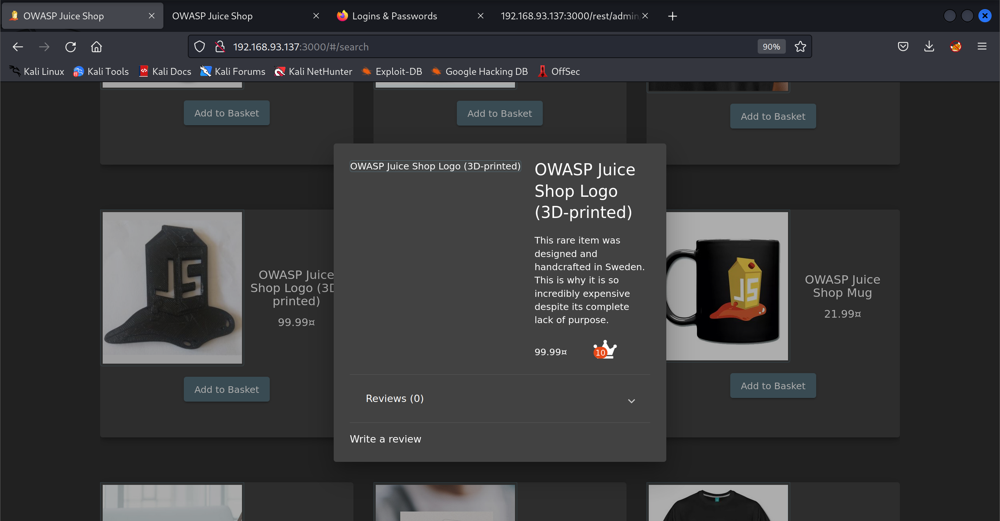 OWASP Juice Shop
OWASP Juice Shop
Logins & Passwords
192.168.93.137:3000/rest/admin/
192.168.93.137:3000/#/search
90%
Kali Linux
Kali Tools
Kali Docs
Kali Forums
Kali NetHunter
Exploit-DB
Google Hacking DB
OffSec
Add to Basket
Add to Basket
Add to Basket
OWASP Juice Shop Logo (3D-printed)
OWASP Juice
Shop Logo
(3D-printed)
This rare item was
designed and
handcrafted in Sweden.
This is why it is so
incredibly expensive
despite its complete
lack of purpose.
99.99¤
10
Reviews (0)
Write a review
JS
OWASP Juice
Shop Logo (3D
printed)
99.99¤
Add to Basket
JS
OWASP Juice
Shop Mug
21.99¤
Add to Basket